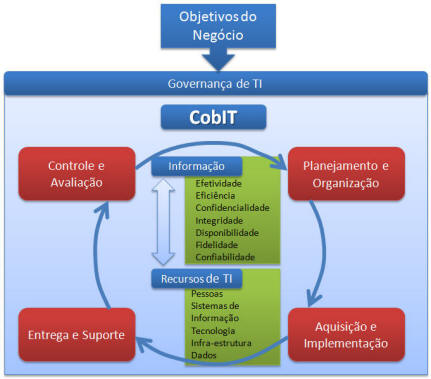 Objetivos do
Negócio
Governança de TI
CobIT
Controle e
Avaliação
Informação
Efetividade
Eficiência
Confidencialidade
Integridade
Disponibilidade
Fidelidade
Confiabilidade
Planejamento e
Organização
Entrega e Suporte
Recursos de TI
Pessoas
Sistemas de
Informação
Tecnologia
Infra-estrutura
Dados
Aquisição e
Implementação